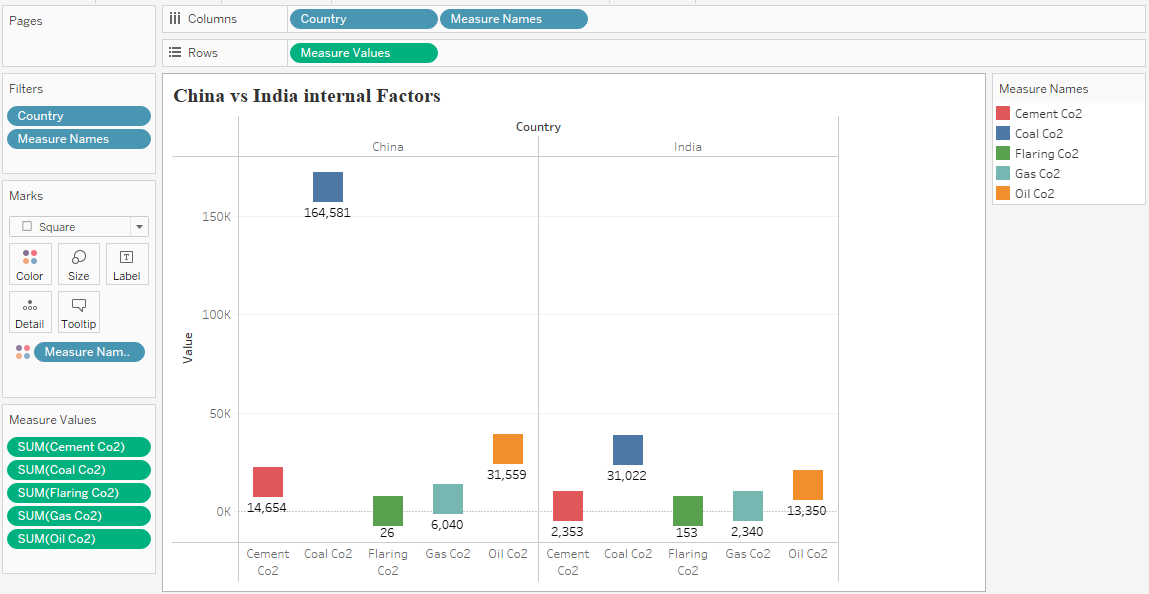 Pages
Columns
Country
Measure Names
Rows
Measure Values
Filters
Country
Measure Names
Marks
Square
Color
Size
Label
Detail
Tooltip
Measure Nam..
Measure Values
SUM(Cement Co2)
SUM(Coal Co2)
SUM(Flaring Co2)
SUM(Gas Co2)
SUM(Oil Co2)
China vs India internal Factors
Country
China
India
Value
150K
100K
50K
0K
164,581
14,654
26
6,040
31,559
2,353
31,022
153
2,340
13,350
Cement
Co2
Coal Co2
Flaring
Co2
Gas Co2
Oil Co2
Cement
Co2
Coal Co2
Flaring
Co2
Gas Co2
Oil Co2
Measure Names
Cement Co2
Coal Co2
Flaring Co2
Gas Co2
Oil Co2